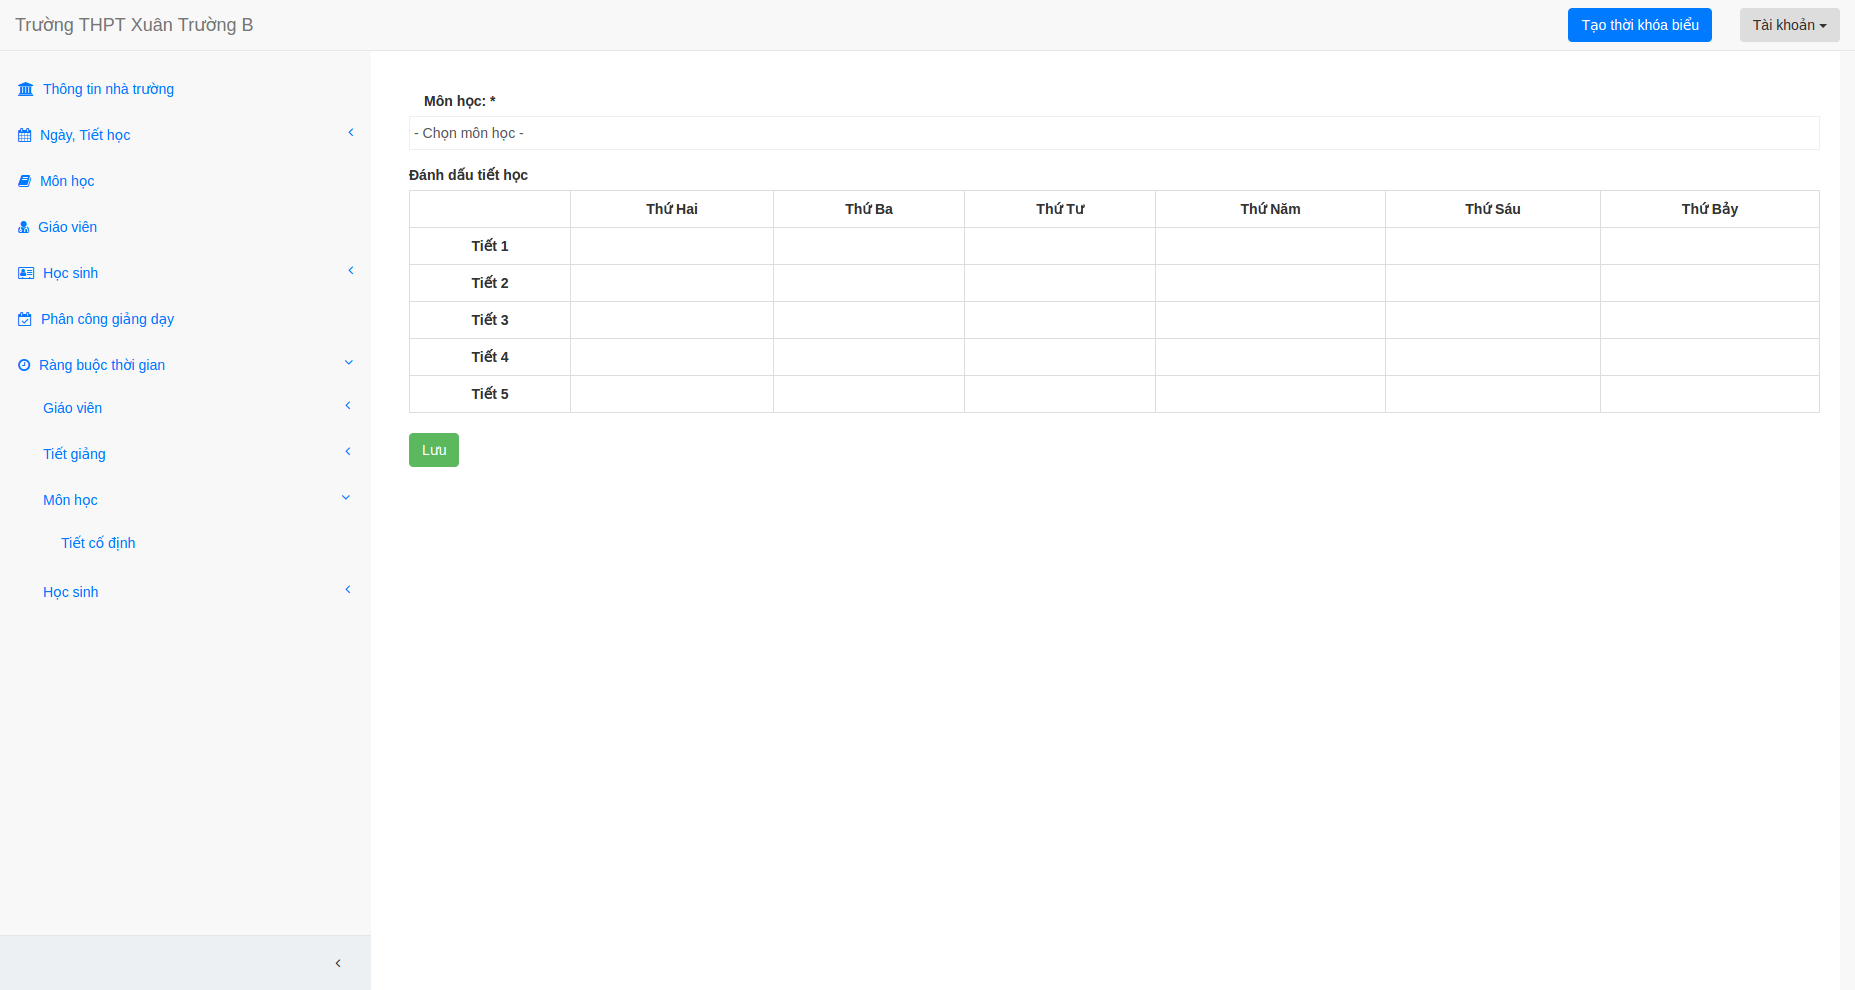 Trường THPT Xuân Trường B
Tạo thời khóa biểu
Tài khoản
Thông tin nhà trường
Ngày, Tiết học
Môn học
Giáo viên
Học sinh
Phân công giảng dạy
Ràng buộc thời gian
Giáo viên
Tiết giảng
Môn học
Tiết cố định
Học sinh
Môn học: *
- Chọn môn học -
Đánh dấu tiết học
Thứ Hai Thứ Ba Thứ Tư Thứ Năm Thứ Sáu Thứ Bảy
Tiết 1
Tiết 2
Tiết 3
Tiết 4
Tiết 5
Lưu